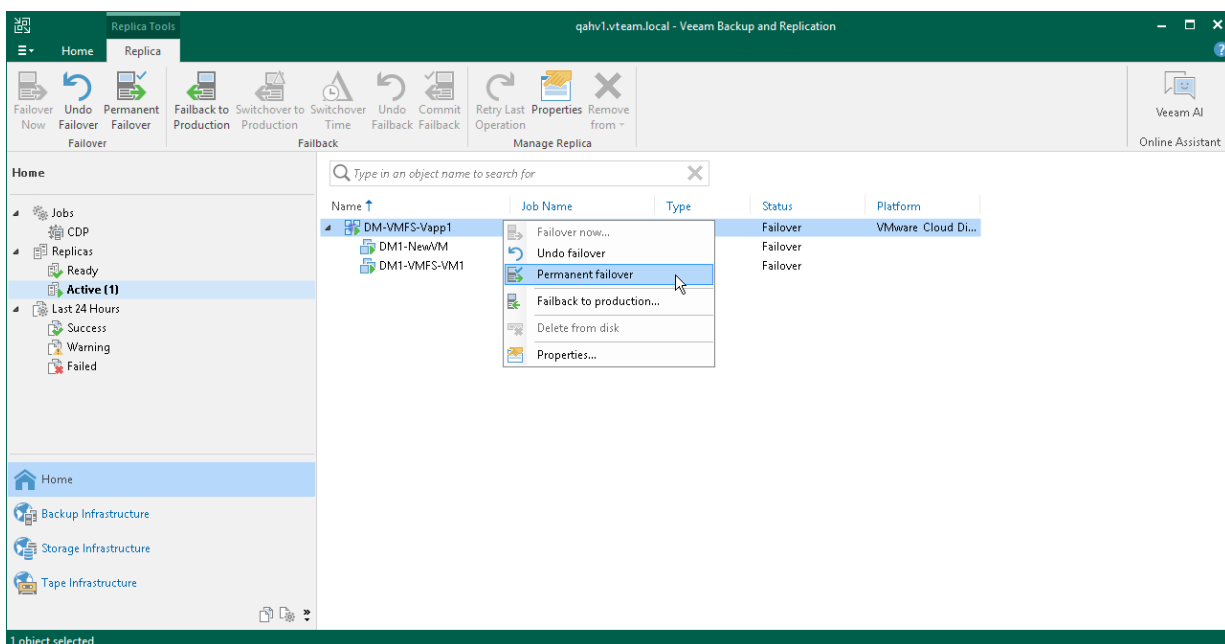 Replica Tools
qahv1.vteam.local - Veeam Backup and Replication
Home Replica
Failover Now
Undo Failover
Permanent Failover
Failover
Failback to Production
Switchover to Production
Switchover Time
Undo Failback
Commit Failback
Failback
Retry Last Operation
Properties
Remove from
Manage Replica
Veeam AI
Online Assistant
Home
Jobs
CDP
Replicas
Ready
Active (1)
Last 24 Hours
Success
Warning
Failed
Home
Backup Infrastructure
Storage Infrastructure
Tape Infrastructure
Type in an object name to search for
Name Job Name Type Status Platform
DM-VMFS-Vapp1 Failover VMware Cloud Di...
DM1-NewVM Failover
DM1-VMFS-VM1 Failover
Failover now...
Undo failover
Permanent failover
Failback to production...
Delete from disk
Properties...
1 object selected